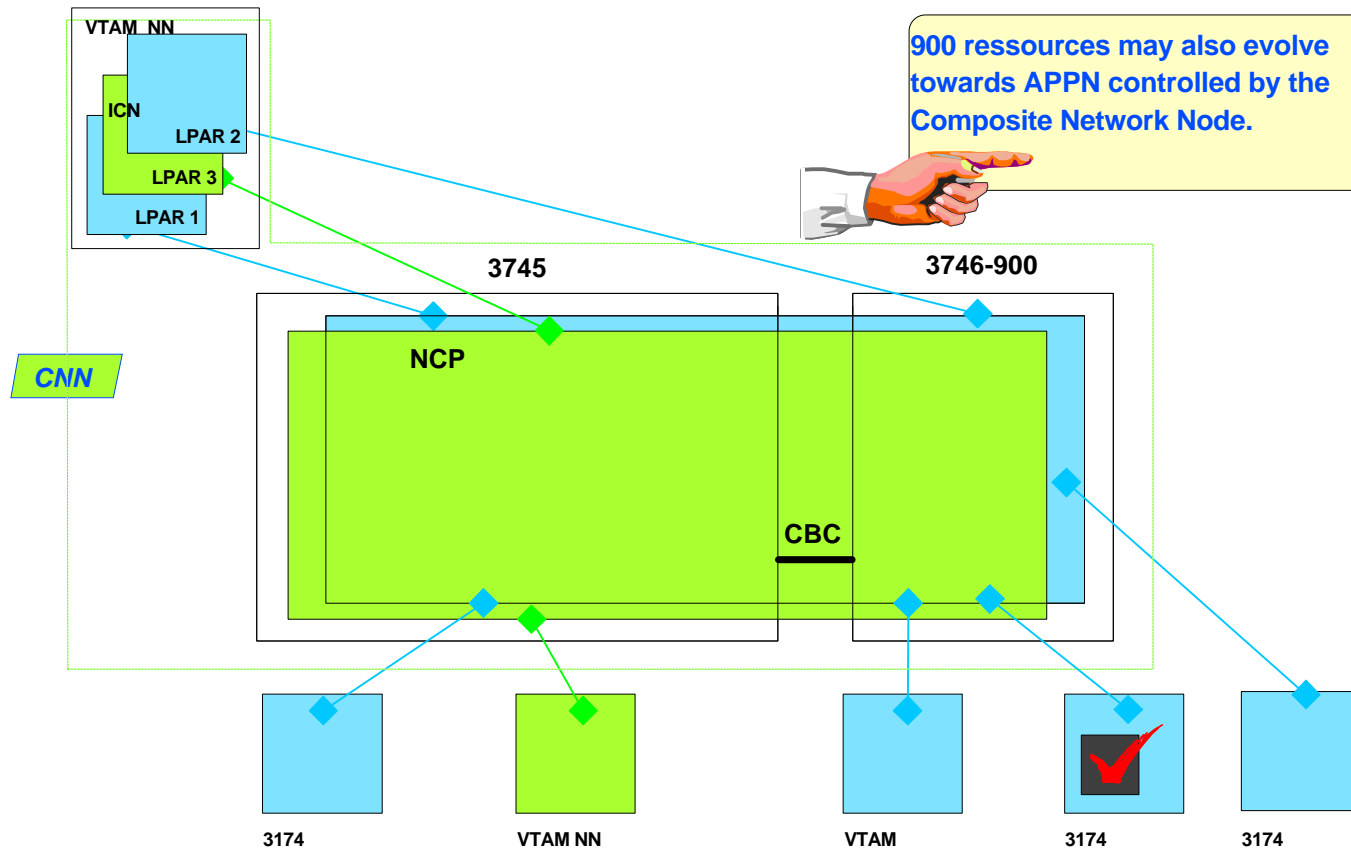 VTAM NN
900 ressources may also evolve
towards APPN controlled by the
Composite Network Node.
ICN
LPAR 2
LPAR 3
LPAR 1
3745
3746-900
NCP
CNN
CBC
3174
VTAM NN
VTAM
3174
3174